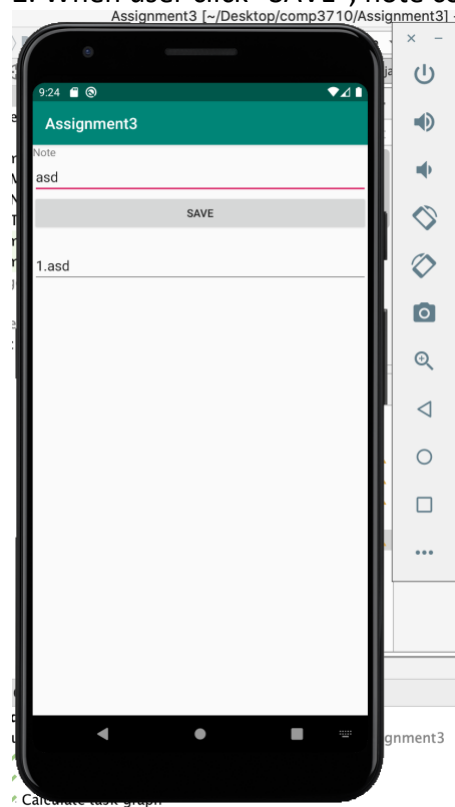 2. When user click "SAVE", note co
Assignment3 [~/Desktop/comp3710/Assignment3] -
9:24
Assignment3
Note
asd
SAVE
1.asd
gnment3
Calculate task graph